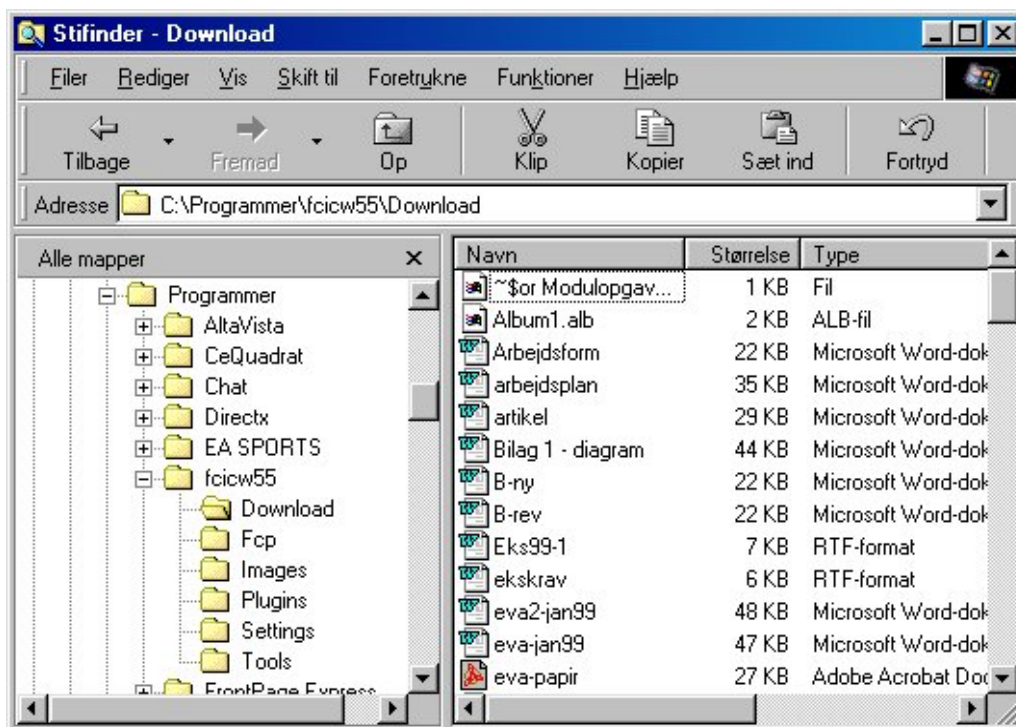 Stifinder - Download
Filer Rediger Vis Skift til Foretrukne Funktioner Hjælp
Tilbage Fremad Op Klip Kopier Sæt ind Fortryd
Adresse C:\Programmer\fcicw55\Download
Alle mapper
Programmer
AltaVista
CeQuadrat
Chat
Directx
EA SPORTS
fcicw55
Download
Fcp
Images
Plugins
Settings
Tools
FrontPage Express
Navn Størrelse Type
~$or Modulopgav... 1 KB Fil
Album1.alb 2 KB ALB-fil
Arbejdsform 22 KB Microsoft Word-dok
arbejdsplan 35 KB Microsoft Word-dok
artikel 29 KB Microsoft Word-dok
Bilag 1 - diagram 44 KB Microsoft Word-dok
B-ny 22 KB Microsoft Word-dok
B-rev 22 KB Microsoft Word-dok
Eks99-1 7 KB RTF-format
ekskrav 6 KB RTF-format
eva2-jan99 48 KB Microsoft Word-dok
eva-jan99 47 KB Microsoft Word-dok
eva-papir 27 KB Adobe Acrobat Doc